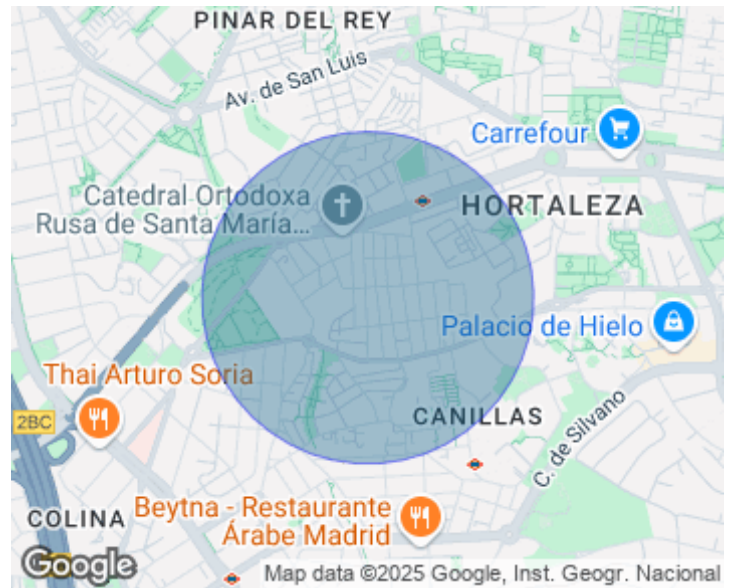 PINAR DEL REY
Av. de San Luis
Carrefour
Catedral Ortodoxa
Rusa de Santa María...
HORTALEZA
Palacio de Hielo
Thai Arturo Soria
2BC
CANILLAS
C. de Silvano
Beytna - Restaurante
Árabe Madrid
COLINA
Google
Map data ©2025 Google, Inst. Geogr. Nacional